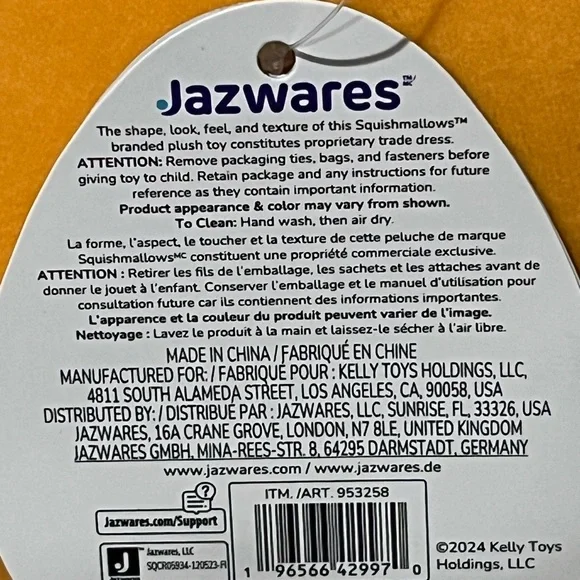 Jazwares™/MC
The shape, look, feel, and texture of this Squishmallows™
branded plush toy constitutes proprietary trade dress.
ATTENTION: Remove packaging ties, bags, and fasteners before
giving toy to child. Retain package and any instructions for future
reference as they contain important information.
Product appearance & color may vary from shown.
To Clean: Hand wash, then air dry.
La forme, l'aspect, le toucher et la texture de cette peluche de marque
Squishmallowsᴹᶜ constituent une propriété commerciale exclusive.
ATTENTION : Retirer les fils de l'emballage, les sachets et les attaches avant de
donner le jouet à l'enfant. Conserver l'emballage et le manuel d'utilisation pour
consultation future car ils contiennent des informations importantes.
L'apparence et la couleur du produit peuvent varier de l'image.
Nettoyage : Lavez le produit à la main et laissez-le sécher à l'air libre.
MADE IN CHINA / FABRIQUÉ EN CHINE
MANUFACTURED FOR: / FABRIQUÉ POUR : KELLY TOYS HOLDINGS, LLC,
4811 SOUTH ALAMEDA STREET, LOS ANGELES, CA, 90058, USA
DISTRIBUTED BY: / DISTRIBUÉ PAR : JAZWARES, LLC, SUNRISE, FL, 33326, USA
JAZWARES, 16A CRANE GROVE, LONDON, N7 8LE, UNITED KINGDOM
JAZWARES GMBH, MINA-REES-STR. 8, 64295 DARMSTADT, GERMANY
www.jazwares.com / www.jazwares.de
?
Jazwares.com/Support
J
Jazwares, LLC
SQCR05934-120523-FI
ITM. /ART. 953258
1 96566 42997 0
©2024 Kelly Toys
Holdings, LLC